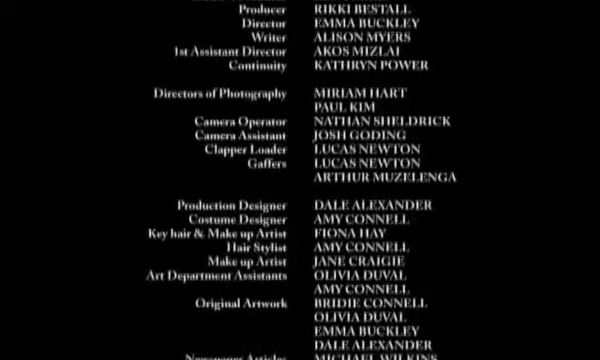 Producer RIKKI BESTALL
Director EMMA BUCKLEY
Writer ALISON MYERS
1st Assistant Director AKOS MIZLAI
Continuity KATHRYN POWER
Directors of Photography MIRIAM HART
PAUL KIM
Camera Operator NATHAN SHELDRICK
Camera Assistant JOSH GODING
Clapper Loader LUCAS NEWTON
Gaffers LUCAS NEWTON
ARTHUR MUZELENGA
Production Designer DALE ALEXANDER
Costume Designer AMY CONNELL
Key hair & Make up Artist FIONA HAY
Hair Stylist AMY CONNELL
Make up Artist JANE CRAIGIE
Art Department Assistants OLIVIA DUVAL
AMY CONNELL
Original Artwork BRIDIE CONNELL
OLIVIA DUVAL
EMMA BUCKLEY
DALE ALEXANDER
Newspaper Articles MICHAEL WILKINS